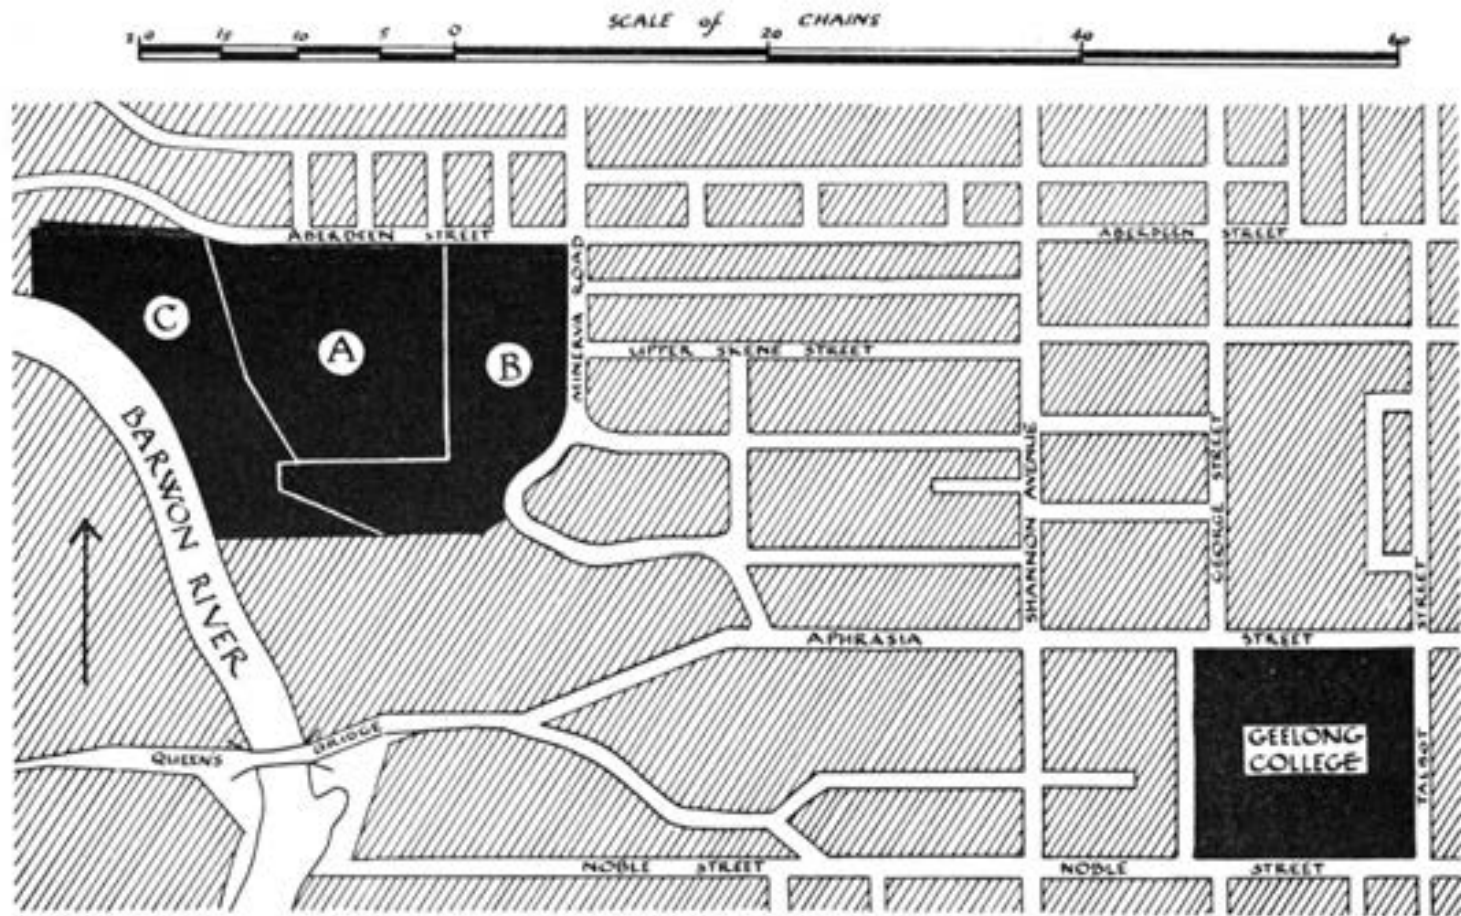 SCALE of CHAINS
20 15 10 5 0 20 40 60
ABERDEEN STREET
ABERDEEN STREET
C
A
B
MINERVA ROAD
UPPER SKENE STREET
BARWON RIVER
SHANNON AVENUE
GEORGE STREET
TALBOT STREET
APHRASIA STREET
GEELONG
COLLEGE
QUEEN'S BRIDGE
NOBLE STREET
NOBLE STREET